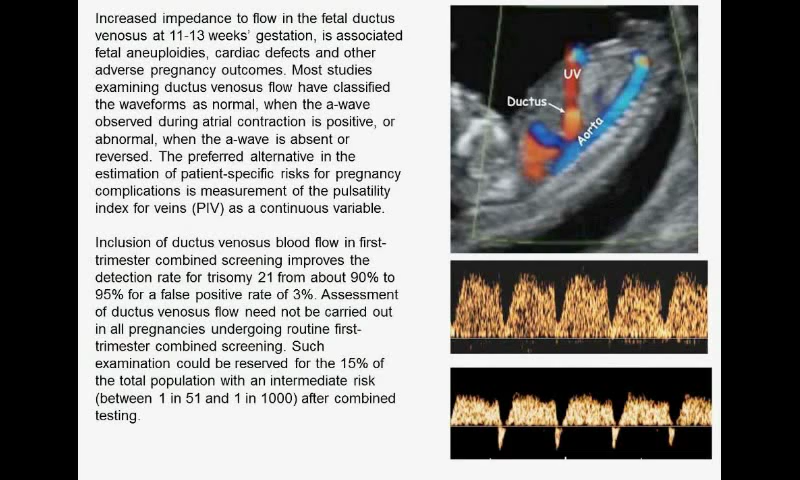 Increased impedance to flow in the fetal ductus
venosus at 11-13 weeks' gestation, is associated
fetal aneuploidies, cardiac defects and other
adverse pregnancy outcomes. Most studies
examining ductus venosus flow have classified
the waveforms as normal, when the a-wave
observed during atrial contraction is positive, or
abnormal, when the a-wave is absent or
reversed. The preferred alternative in the
estimation of patient-specific risks for pregnancy
complications is measurement of the pulsatility
index for veins (PIV) as a continuous variable.
Inclusion of ductus venosus blood flow in first-
trimester combined screening improves the
detection rate for trisomy 21 from about 90% to
95% for a false positive rate of 3%. Assessment
of ductus venosus flow need not be carried out
in all pregnancies undergoing routine first-
trimester combined screening. Such
examination could be reserved for the 15% of
the total population with an intermediate risk
(between 1 in 51 and 1 in 1000) after combined
testing.
UV
Ductus
Aorta